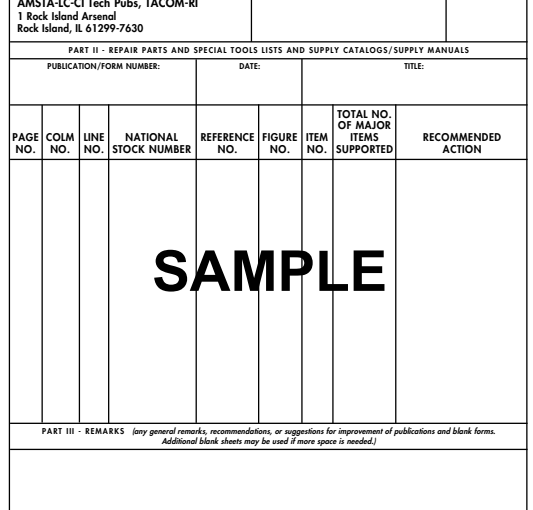 AMSTA-LC-CI Tech Pubs, TACOM-RI
1 Rock Island Arsenal
Rock Island, IL 61299-7630
PART II - REPAIR PARTS AND SPECIAL TOOLS LISTS AND SUPPLY CATALOGS/SUPPLY MANUALS
PUBLICATION/FORM NUMBER:
DATE:
TITLE:
PAGE
NO.
COLM
NO.
LINE
NO.
NATIONAL
STOCK NUMBER
REFERENCE
NO.
FIGURE
NO.
ITEM
NO.
TOTAL NO.
OF MAJOR
ITEMS
SUPPORTED
RECOMMENDED
ACTION
SAMPLE
PART III - REMARKS (any general remarks, recommendations, or suggestions for improvement of publications and blank forms.
Additional blank sheets may be used if more space is needed.)